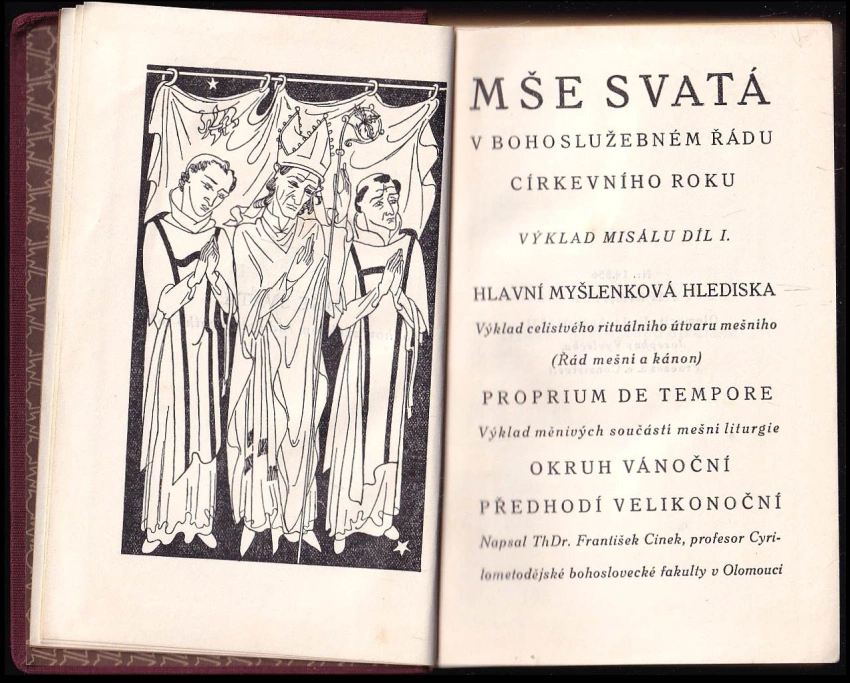 MŠE SVATÁ
V BOHOSLUŽEBNÉM ŘÁDU
CÍRKEVNÍHO ROKU
VÝKLAD MISÁLU DÍL I.
HLAVNÍ MYŠLENKOVÁ HLEDISKA
Výklad celistvého rituálního útvaru mešního
(Řád mešní a kánon)
PROPRIUM DE TEMPORE
Výklad měnivých součástí mešní liturgie
OKRUH VÁNOČNÍ
PŘEDHODÍ VELIKONOČNÍ
Napsal ThDr. František Cinek, profesor Cyri-
lometodějské bohoslovecké fakulty v Olomouci